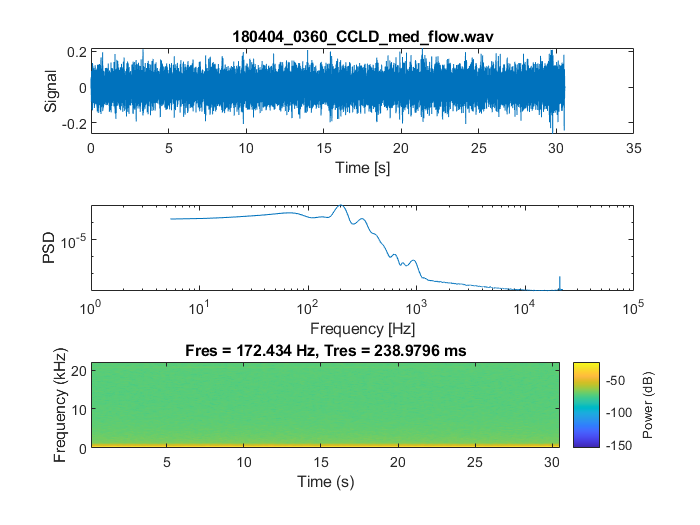 180404_0360_CCLD_med_flow.wav
0.2
0
-0.2
Signal
0 5 10 15 20 25 30 35
Time [s]
10^-5
PSD
10^0 10^1 10^2 10^3 10^4 10^5
Frequency [Hz]
Fres = 172.434 Hz, Tres = 238.9796 ms
20
10
0
Frequency (kHz)
5 10 15 20 25 30
Time (s)
-50
-100
-150
Power (dB)